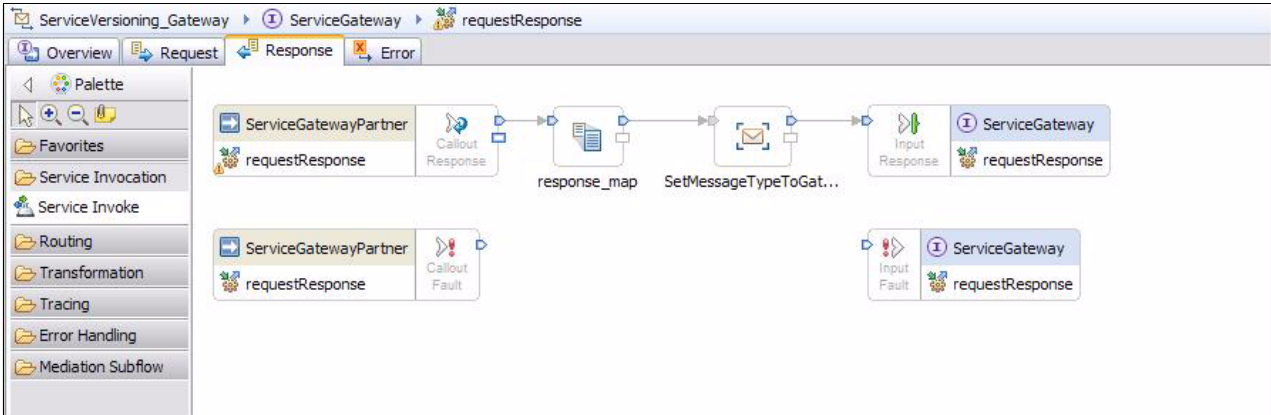 ServiceVersioning_Gateway ServiceGateway requestResponse
Overview Request Response Error
Palette
Favorites
Service Invocation
Service Invoke
Routing
Transformation
Tracing
Error Handling
Mediation Subflow
ServiceGatewayPartner
requestResponse
Callout
Response
response_map
SetMessageTypeToGat...
Input
Response
ServiceGateway
requestResponse
ServiceGatewayPartner
requestResponse
Callout
Fault
Input
Fault
ServiceGateway
requestResponse